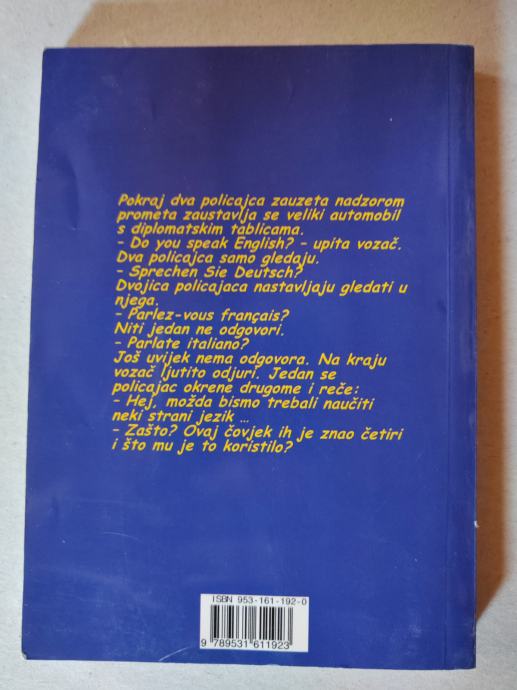 Pokraj dva policajca zauzeta nadzorom
prometa zaustavlja se veliki automobil
s diplomatskim tablicama.
- Do you speak English? - upita vozač.
Dva policajca samo gledaju.
- Sprechen Sie Deutsch?
Dvojica policajaca nastavljaju gledati u
njega.
- Parlez-vous français?
Niti jedan ne odgovori.
- Parlate italiano?
Još uvijek nema odgovora. Na kraju
vozač ljutito odjuri. Jedan se
policajac okrene drugome i reče:
- Hej, možda bismo trebali naučiti
neki strani jezik ...
- Zašto? Ovaj čovjek ih je znao četiri
i što mu je to koristilo?
ISBN 953-161-192-0
9 789531 611923